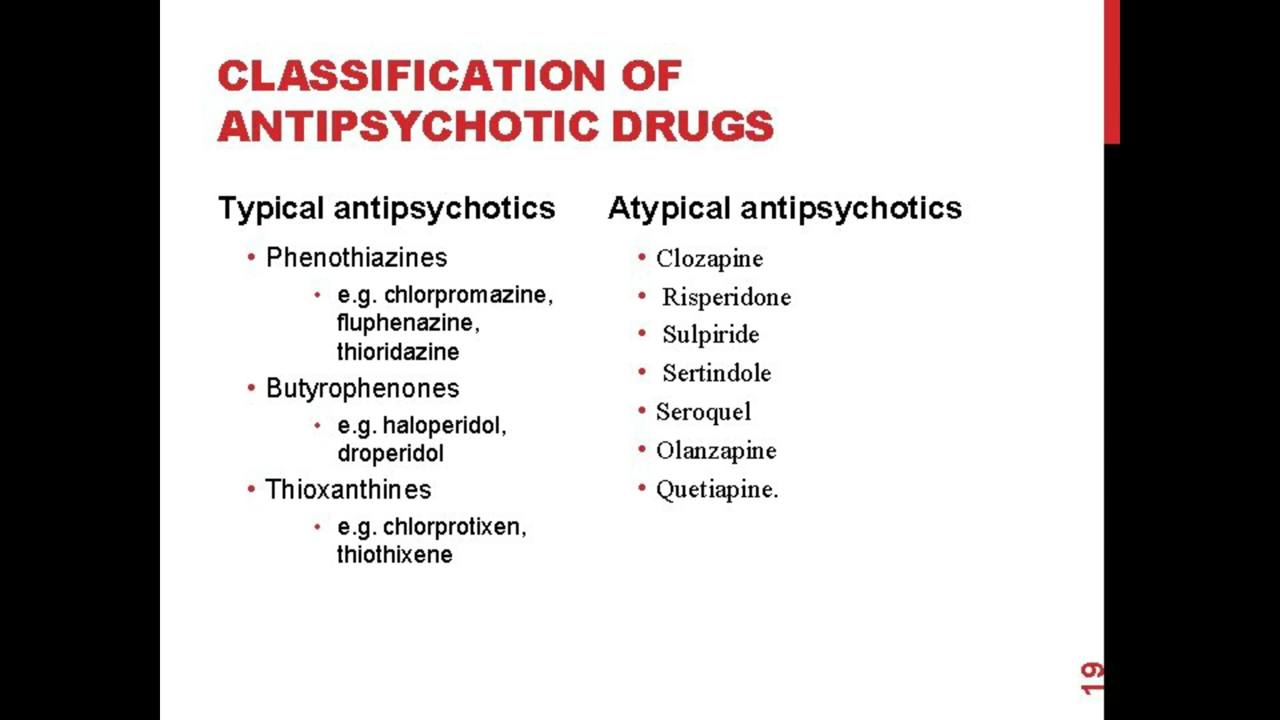 CLASSIFICATION OF
ANTIPSYCHOTIC DRUGS
Typical antipsychotics
• Phenothiazines
• e.g. chlorpromazine,
fluphenazine,
thioridazine
• Butyrophenones
• e.g. haloperidol,
droperidol
• Thioxanthines
• e.g. chlorprotixen,
thiothixene
Atypical antipsychotics
• Clozapine
• Risperidone
• Sulpiride
• Sertindole
• Seroquel
• Olanzapine
• Quetiapine.
19